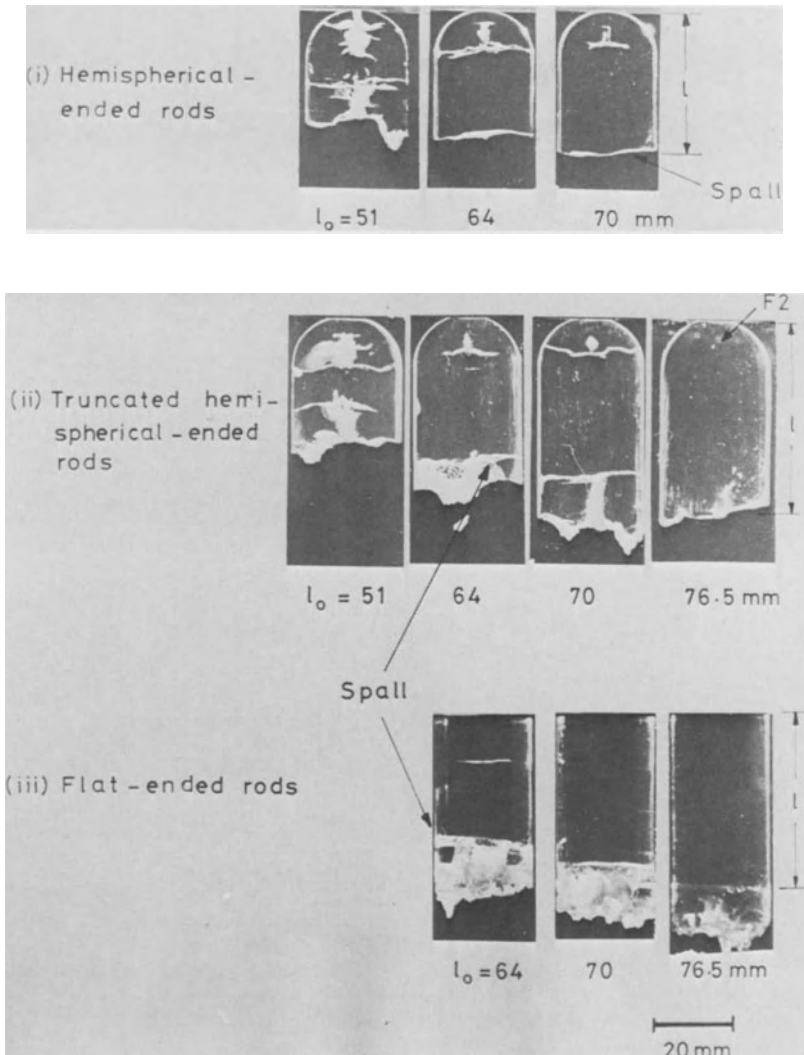 (i) Hemispherical-
ended rods
l
Spall
l₀ = 51 64 70 mm
F2
(ii) Truncated hemi-
spherical-ended
rods
l
l₀ = 51 64 70 76·5 mm
Spall
(iii) Flat-ended rods
l
l₀=64 70 76·5 mm
20 mm